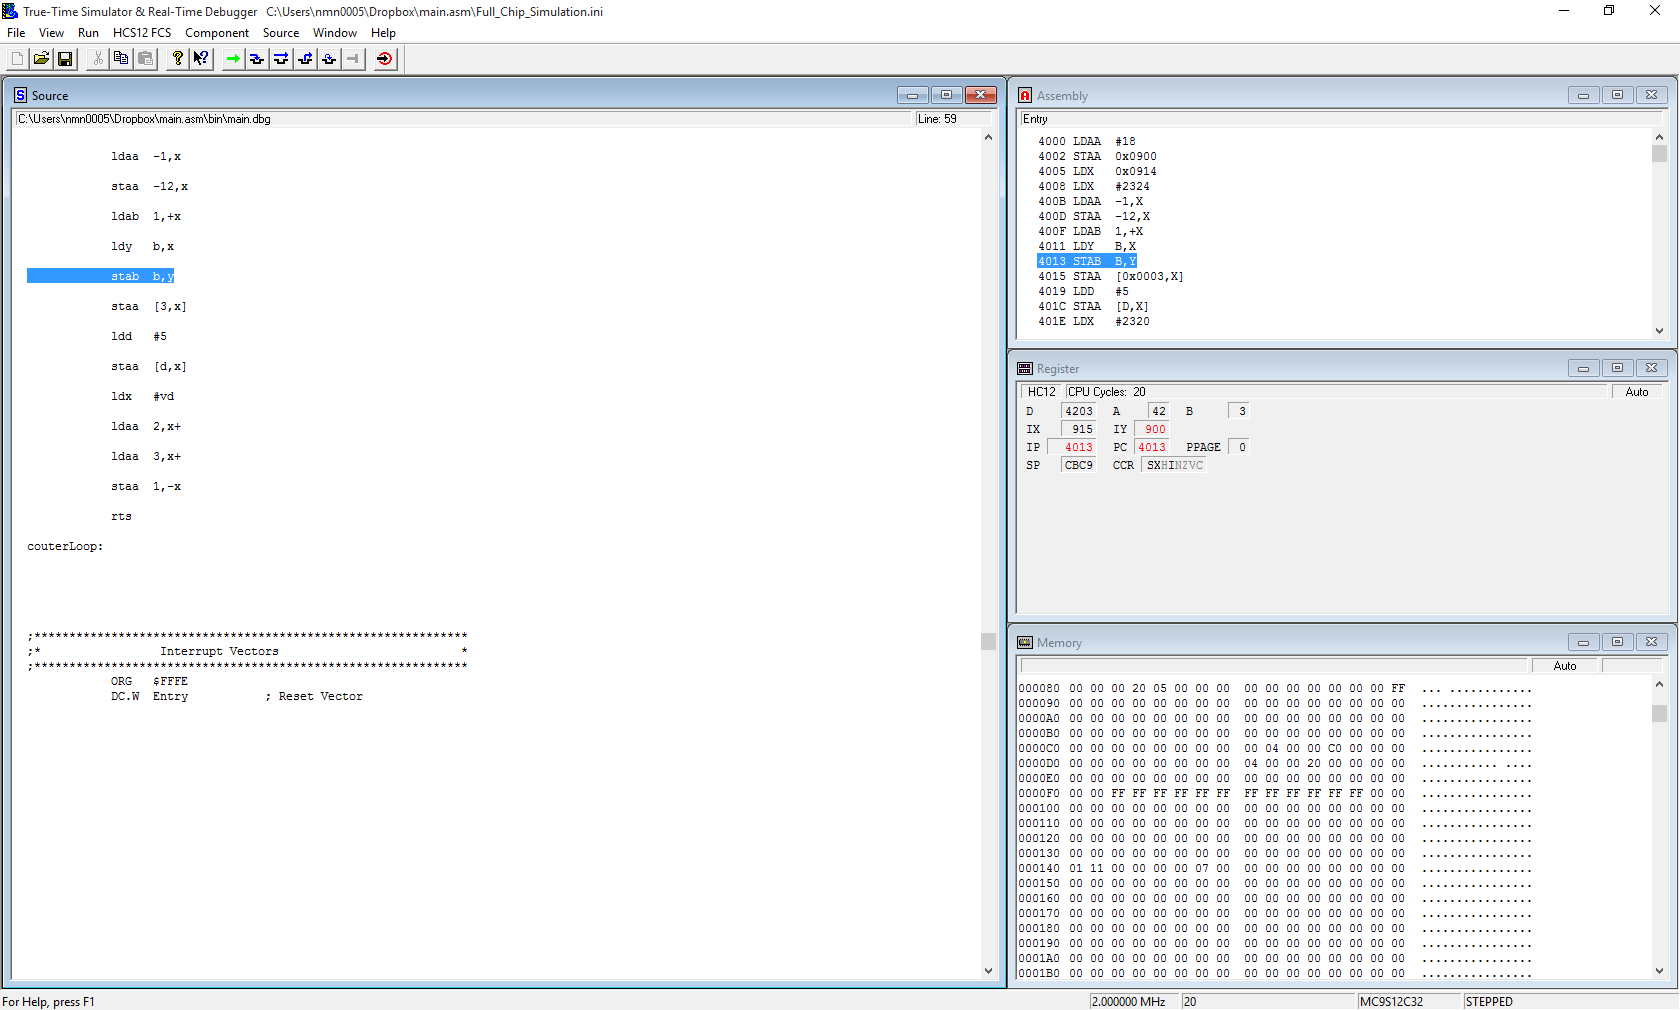 True-Time Simulator & Real-Time Debugger   C:\Users\nmn0005\Dropbox\main.asm\Full_Chip_Simulation.ini
File View Run HCS12 FCS Component Source Window Help
Source
C:\Users\nmn0005\Dropbox\main.asm\bin\main.dbg Line: 59
ldaa  -1,x
staa  -12,x
ldab  1,+x
ldy   b,x
stab  b,y
staa  [3,x]
ldd   #5
staa  [d,x]
ldx   #vd
ldaa  2,x+
ldaa  3,x+
staa  1,-x
rts
couterLoop:
;**************************************************************
;*                 Interrupt Vectors                          *
;**************************************************************
ORG   $FFFE
DC.W  Entry           ; Reset Vector
Assembly
Entry
4000 LDAA  #18
4002 STAA  0x0900
4005 LDX   0x0914
4008 LDX   #2324
400B LDAA  -1,X
400D STAA  -12,X
400F LDAB  1,+X
4011 LDY   B,X
4013 STAB  B,Y
4015 STAA  [0x0003,X]
4019 LDD   #5
401C STAA  [D,X]
401E LDX   #2320
Register
HC12 CPU Cycles: 20 Auto
D 4203 A 42 B 3
IX 915 IY 900
IP 4013 PC 4013 PPAGE 0
SP CBC9 CCR SXHINZVC
Memory
Auto
000080 00 00 00 20 05 00 00 00  00 00 00 00 00 00 00 FF  ... ............
000090 00 00 00 00 00 00 00 00  00 00 00 00 00 00 00 00  ................
0000A0 00 00 00 00 00 00 00 00  00 00 00 00 00 00 00 00  ................
0000B0 00 00 00 00 00 00 00 00  00 00 00 00 00 00 00 00  ................
0000C0 00 00 00 00 00 00 00 00  00 04 00 00 C0 00 00 00  ................
0000D0 00 00 00 00 00 00 00 00  04 00 00 20 00 00 00 00  ........... ....
0000E0 00 00 00 00 00 00 00 00  00 00 00 00 00 00 00 00  ................
0000F0 00 00 FF FF FF FF FF FF  FF FF FF FF FF FF 00 00  ................
000100 00 00 00 00 00 00 00 00  00 00 00 00 00 00 00 00  ................
000110 00 00 00 00 00 00 00 00  00 00 00 00 00 00 00 00  ................
000120 00 00 00 00 00 00 00 00  00 00 00 00 00 00 00 00  ................
000130 00 00 00 00 00 00 00 00  00 00 00 00 00 00 00 00  ................
000140 01 11 00 00 00 00 07 00  00 00 00 00 00 00 00 00  ................
000150 00 00 00 00 00 00 00 00  00 00 00 00 00 00 00 00  ................
000160 00 00 00 00 00 00 00 00  00 00 00 00 00 00 00 00  ................
000170 00 00 00 00 00 00 00 00  00 00 00 00 00 00 00 00  ................
000180 00 00 00 00 00 00 00 00  00 00 00 00 00 00 00 00  ................
000190 00 00 00 00 00 00 00 00  00 00 00 00 00 00 00 00  ................
0001A0 00 00 00 00 00 00 00 00  00 00 00 00 00 00 00 00  ................
0001B0 00 00 00 00 00 00 00 00  00 00 00 00 00 00 00 00  ................
For Help, press F1 2.000000 MHz 20 MC9S12C32 STEPPED